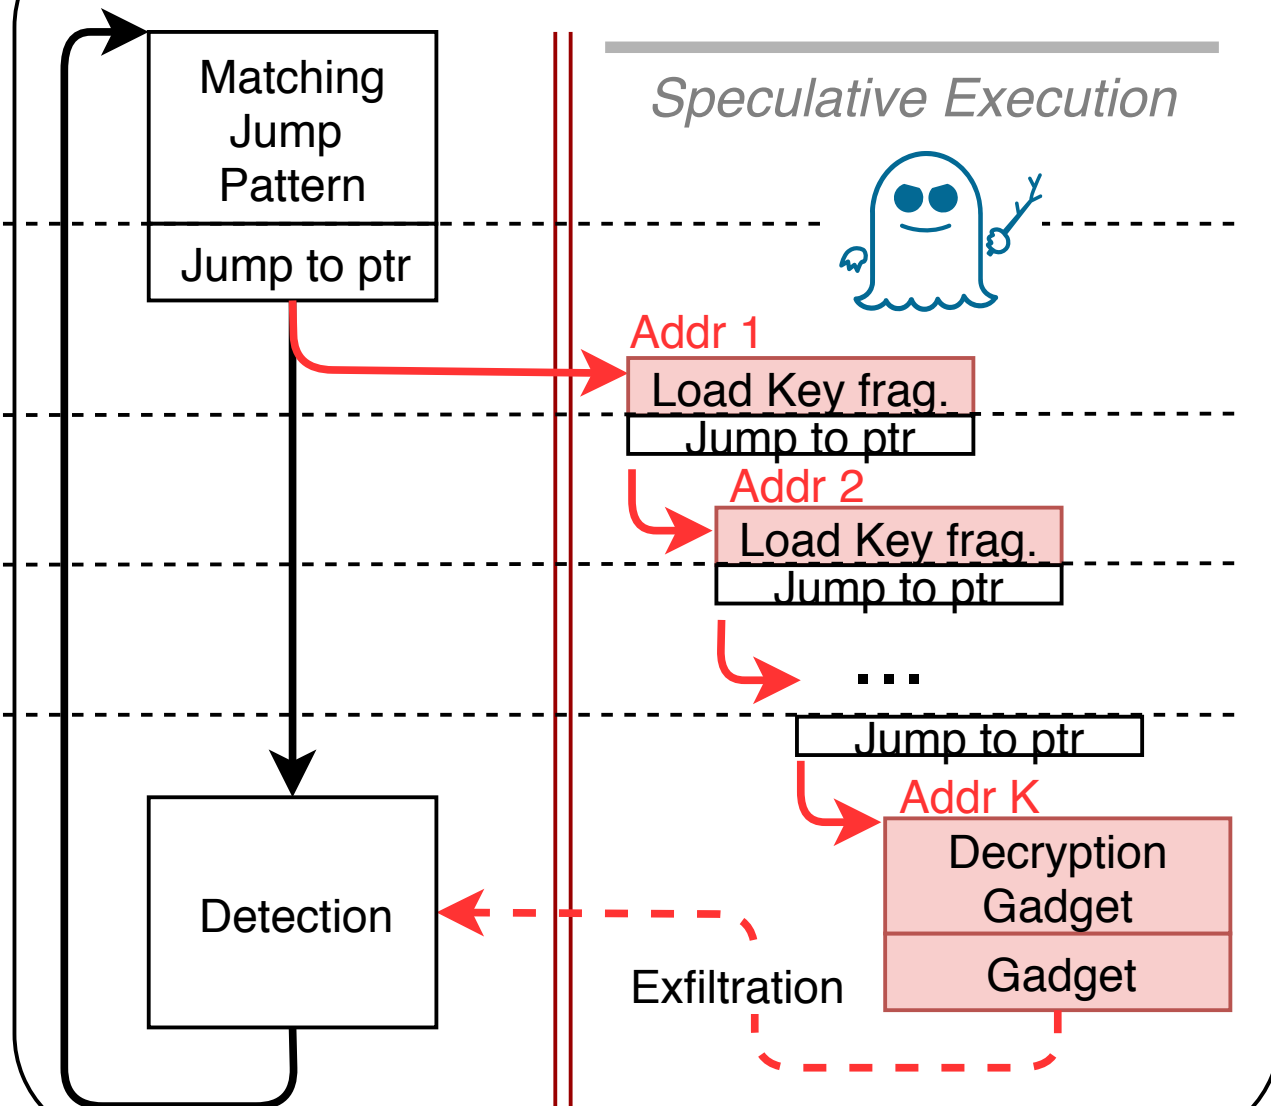 Matching
Jump
Pattern
Jump to ptr
Speculative Execution
Addr 1
Load Key frag.
Jump to ptr
Addr 2
Load Key frag.
Jump to ptr
...
Jump to ptr
Addr K
Decryption
Gadget
Gadget
Detection
Exfiltration